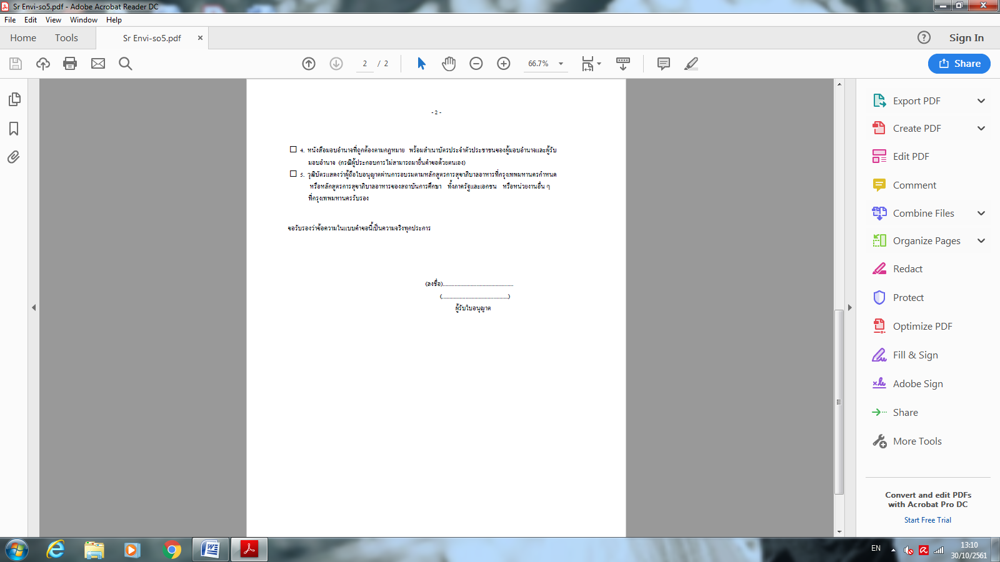 Sr Envi-so5.pdf - Adobe Acrobat Reader DC
File Edit View Window Help
Home Tools Sr Envi-so5.pdf × Sign In
2 / 2 66.7% Share
- 2 -
4. หนังสือมอบอำนาจที่ถูกต้องตามกฎหมาย พร้อมสำเนาบัตรประจำตัวประชาชนของผู้มอบอำนาจและผู้รับ
มอบอำนาจ (กรณีผู้ประกอบการไม่สามารถมายื่นคำขอด้วยตนเอง)
5. วุฒิบัตรแสดงว่าผู้ถือใบอนุญาตผ่านการอบรมตามหลักสูตรการสุขาภิบาลอาหารที่กรุงเทพมหานครกำหนด
หรือหลักสูตรการสุขาภิบาลอาหารของสถาบันการศึกษา ทั้งภาครัฐและเอกชน หรือหน่วยงานอื่น ๆ
ที่กรุงเทพมหานครรับรอง
ขอรับรองว่าข้อความในแบบคำขอนี้เป็นความจริงทุกประการ
(ลงชื่อ)................................................
(.............................................)
ผู้รับใบอนุญาต
Export PDF
Create PDF
Edit PDF
Comment
Combine Files
Organize Pages
Redact
Protect
Optimize PDF
Fill & Sign
Adobe Sign
Share
More Tools
Convert and edit PDFs
with Acrobat Pro DC
Start Free Trial
EN 13:10
30/10/2561